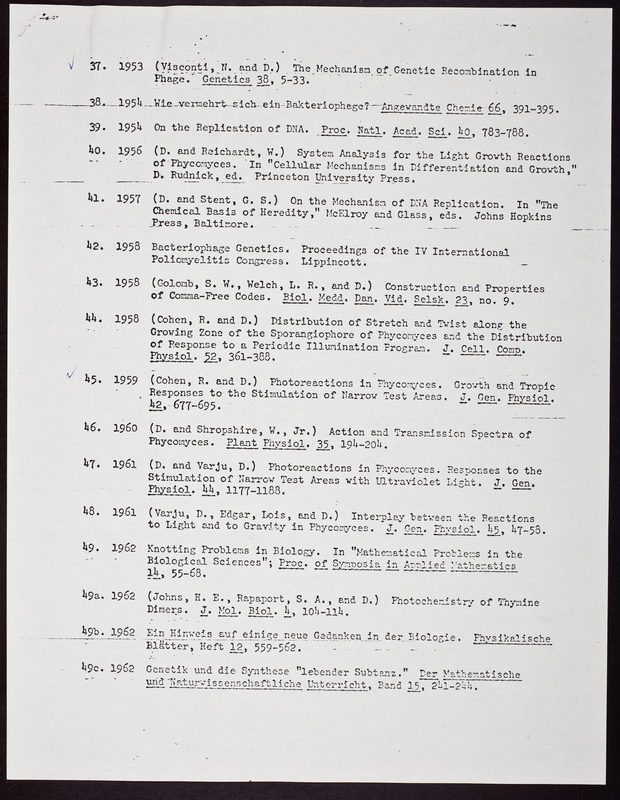 37. 1953 (Visconti, N. and D.) The Mechanism of Genetic Recombination in
Phage. Genetics 38, 5-33.
38. 1954 Wie vermehrt sich ein Bakteriophage? Angewandte Chemie 66, 391-395.
39. 1954 On the Replication of DNA. Proc. Natl. Acad. Sci. 40, 783-788.
40. 1956 (D. and Reichardt, W.) System Analysis for the Light Growth Reactions
of Phycomyces. In "Cellular Mechanisms in Differentiation and Growth,"
D. Rudnick, ed. Princeton University Press.
41. 1957 (D. and Stent, G. S.) On the Mechanism of DNA Replication. In "The
Chemical Basis of Heredity," McElroy and Glass, eds. Johns Hopkins
Press, Baltimore.
42. 1958 Bacteriophage Genetics. Proceedings of the IV International
Poliomyelitis Congress. Lippincott.
43. 1958 (Golomb, S. W., Welch, L. R., and D.) Construction and Properties
of Comma-Free Codes. Biol. Medd. Dan. Vid. Selsk. 23, no. 9.
44. 1958 (Cohen, R. and D.) Distribution of Stretch and Twist along the
Growing Zone of the Sporangiophore of Phycomyces and the Distribution
of Response to a Periodic Illumination Program. J. Cell. Comp.
Physiol. 52, 361-388.
45. 1959 (Cohen, R. and D.) Photoreactions in Phycomyces. Growth and Tropic
Responses to the Stimulation of Narrow Test Areas. J. Gen. Physiol.
42, 677-695.
46. 1960 (D. and Shropshire, W., Jr.) Action and Transmission Spectra of
Phycomyces. Plant Physiol. 35, 194-204.
47. 1961 (D. and Varju, D.) Photoreactions in Phycomyces. Responses to the
Stimulation of Narrow Test Areas with Ultraviolet Light. J. Gen.
Physiol. 44, 1177-1188.
48. 1961 (Varju, D., Edgar, Lois, and D.) Interplay between the Reactions
to Light and to Gravity in Phycomyces. J. Gen. Physiol. 45, 47-58.
49. 1962 Knotting Problems in Biology. In "Mathematical Problems in the
Biological Sciences"; Proc. of Symposia in Applied Mathematics
14, 55-68.
49a. 1962 (Johns, H. E., Rapaport, S. A., and D.) Photochemistry of Thymine
Dimers. J. Mol. Biol. 4, 104-114.
49b. 1962 Ein Hinweis auf einige neue Gedanken in der Biologie. Physikalische
Blätter, Heft 12, 559-562.
49c. 1962 Genetik und die Synthese "lebender Subtanz." Der Mathematische
und Naturwissenschaftliche Unterricht, Band 15, 241-244.